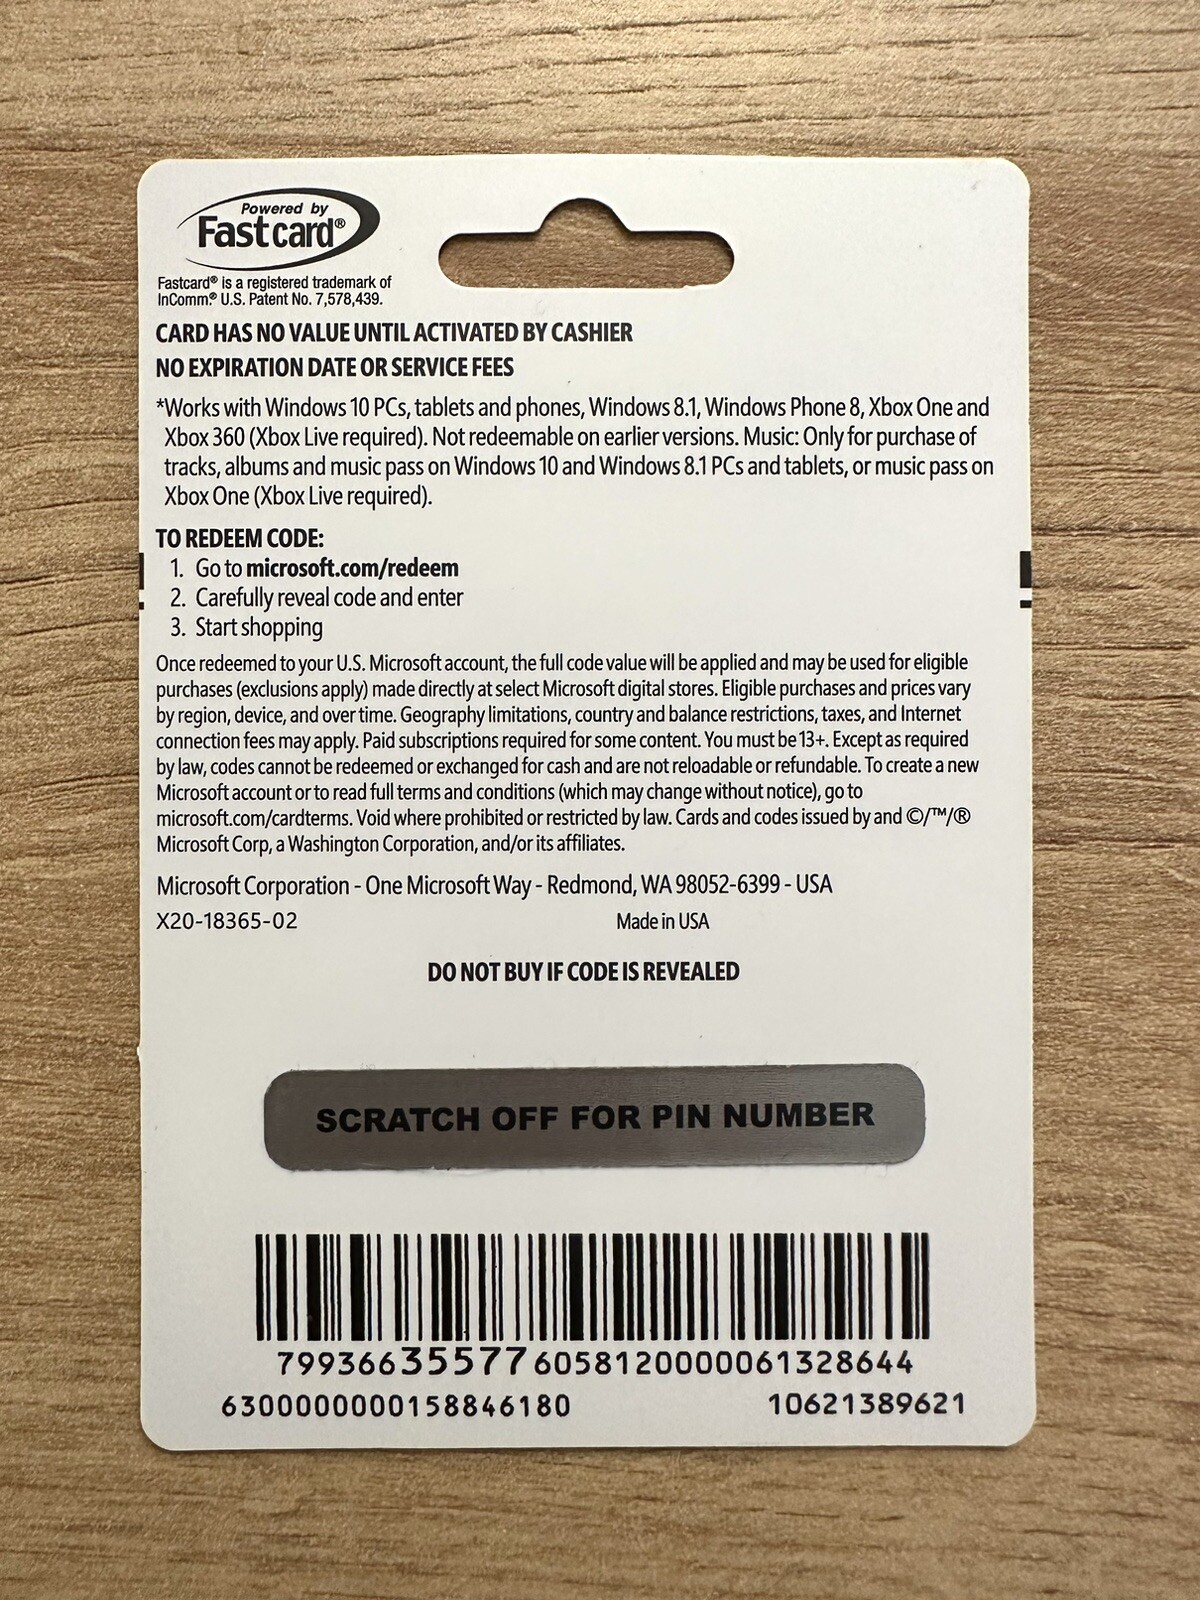 Powered by
Fastcard®
Fastcard® is a registered trademark of
InComm.® U.S. Patent No. 7,578,439.
CARD HAS NO VALUE UNTIL ACTIVATED BY CASHIER
NO EXPIRATION DATE OR SERVICE FEES
*Works with Windows 10 PCs, tablets and phones, Windows 8.1, Windows Phone 8, Xbox One and
Xbox 360 (Xbox Live required). Not redeemable on earlier versions. Music: Only for purchase of
tracks, albums and music pass on Windows 10 and Windows 8.1 PCs and tablets, or music pass on
Xbox One (Xbox Live required).
TO REDEEM CODE:
1. Go to microsoft.com/redeem
2. Carefully reveal code and enter
3. Start shopping
Once redeemed to your U.S. Microsoft account, the full code value will be applied and may be used for eligible
purchases (exclusions apply) made directly at select Microsoft digital stores. Eligible purchases and prices vary
by region, device, and over time. Geography limitations, country and balance restrictions, taxes, and Internet
connection fees may apply. Paid subscriptions required for some content. You must be 13+. Except as required
by law, codes cannot be redeemed or exchanged for cash and are not reloadable or refundable. To create a new
Microsoft account or to read full terms and conditions (which may change without notice), go to
microsoft.com/cardterms. Void where prohibited or restricted by law. Cards and codes issued by and ©/™/®
Microsoft Corp, a Washington Corporation, and/or its affiliates.
Microsoft Corporation - One Microsoft Way - Redmond, WA 98052-6399 - USA
X20-18365-02 Made in USA
DO NOT BUY IF CODE IS REVEALED
SCRATCH OFF FOR PIN NUMBER
799366355776058120000061328644
6300000000158846180 10621389621